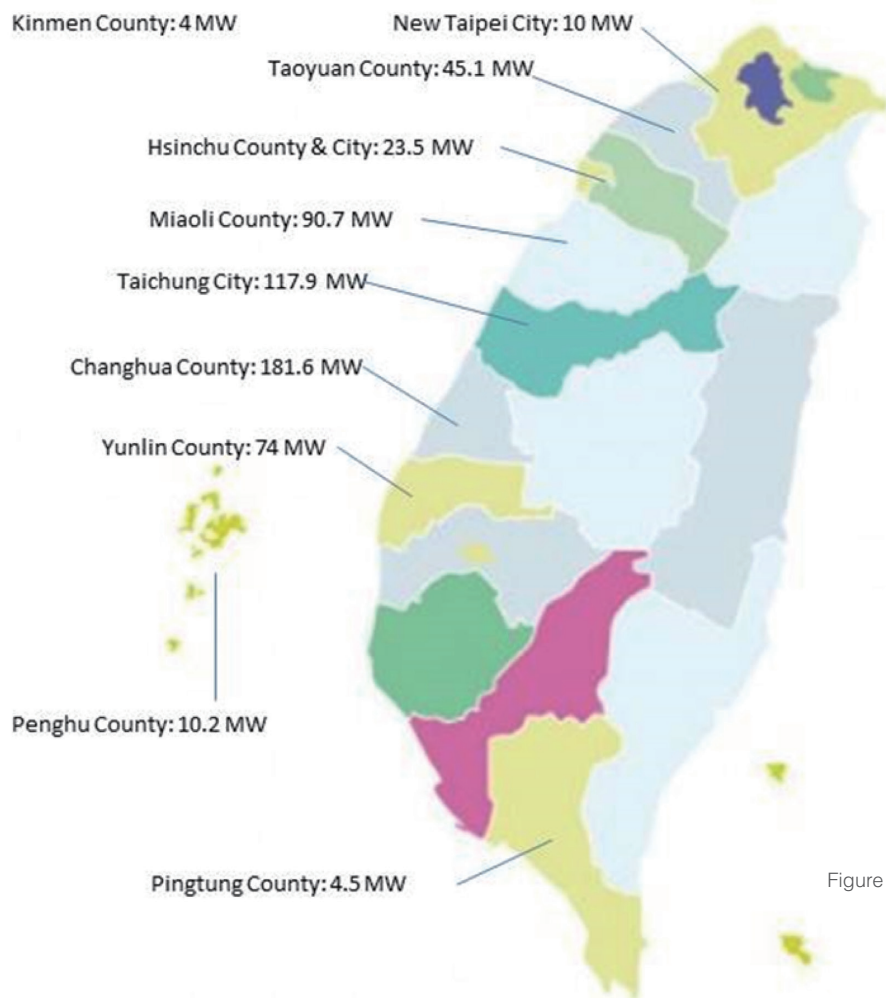 Kinmen County: 4 MW
New Taipei City: 10 MW
Taoyuan County: 45.1 MW
Hsinchu County & City: 23.5 MW
Miaoli County: 90.7 MW
Taichung City: 117.9 MW
Changhua County: 181.6 MW
Yunlin County: 74 MW
Penghu County: 10.2 MW
Pingtung County: 4.5 MW
Figure